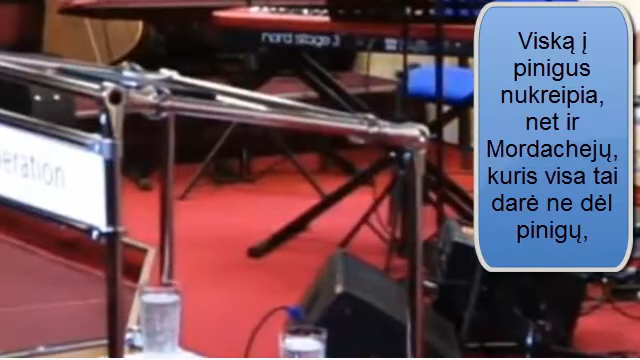 nord stage 3
eration
Viską į
pinigus
nukreipia,
net ir
Mordachejų,
kuris visa tai
darė ne dėl
pinigų,